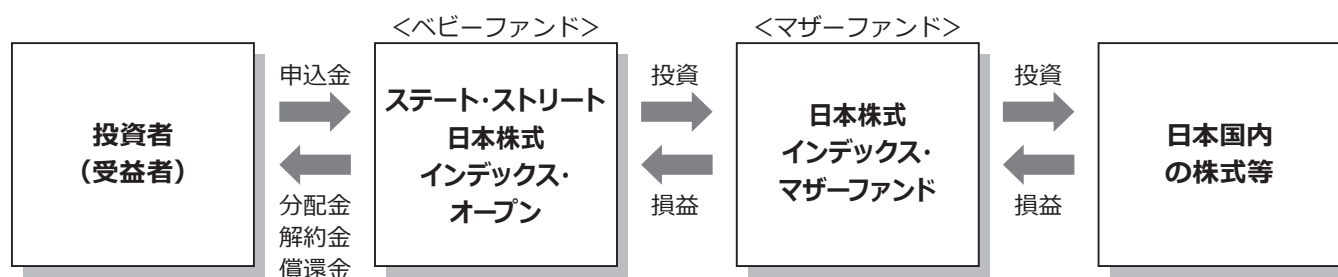 <ベビーファンド>
<マザーファンド>
投資者
(受益者)
申込金
分配金
解約金
償還金
ステート・ストリート
日本株式
インデックス・
オープン
投資
損益
日本株式
インデックス・
マザーファンド
投資
損益
日本国内
の株式等